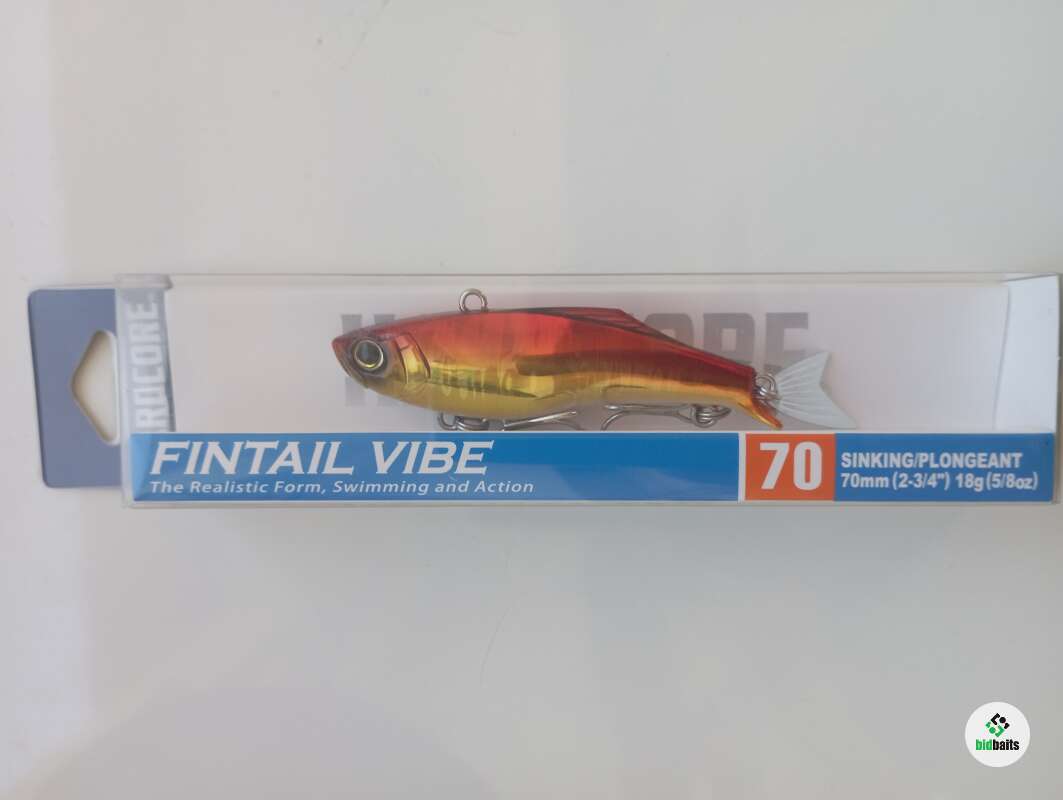 RDCORE
FINTAIL VIBE
The Realistic Form, Swimming and Action
70
SINKING/PLONGEANT
70mm (2-3/4") 18g (5/8oz)
bidbaits